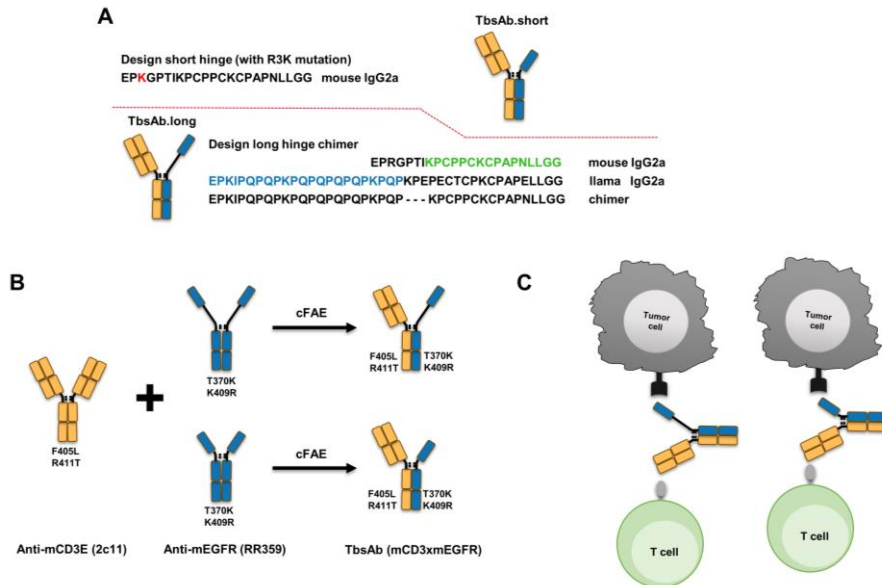 A
TbsAb.short
Design short hinge (with R3K mutation)
EPKGPTIKPCPPCKCPAPNLLGG mouse IgG2a
TbsAb.long
Design long hinge chimer
EPRGPTIKPCPPCKCPAPNLLGG mouse IgG2a
EPKIPQPQPKPQPQPQPQPKPQPKPEPECTCPKCPAPELLGG llama IgG2a
EPKIPQPQPKPQPQPQPQPKPQP - - - KPCPPCKCPAPNLLGG chimer
B
cFAE
F405L T370K
R411T K409R
T370K
K409R
F405L
R411T
cFAE
F405L T370K
R411T K409R
T370K
K409R
Anti-mCD3E (2c11) Anti-mEGFR (RR359) TbsAb (mCD3xmEGFR)
C
Tumor
cell
Tumor
cell
T cell
T cell